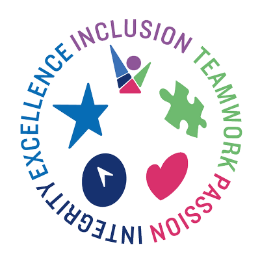 INCLUSION
TEAMWORK
PASSION
INTEGRITY
EXCELLENCE